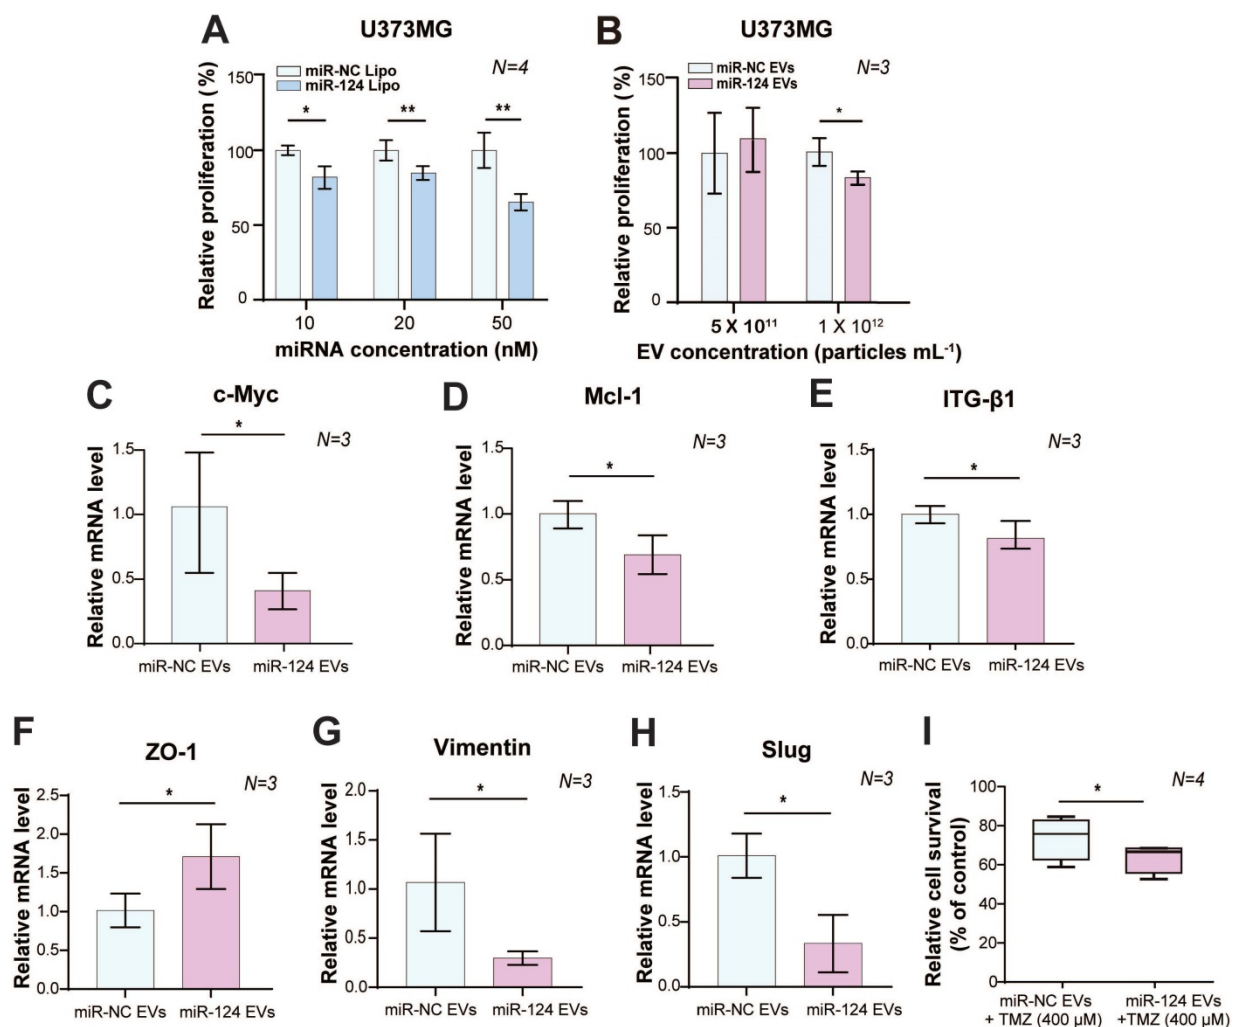 A
U373MG
miR-NC Lipo
miR-124 Lipo
N=4
Relative proliferation (%)
150
100
50
0
*
**
**
10 20 50
miRNA concentration (nM)
B
U373MG
miR-NC EVs
miR-124 EVs
N=3
Relative proliferation (%)
150
100
50
0
*
5 X 10¹¹ 1 X 10¹²
EV concentration (particles mL⁻¹)
C
c-Myc
N=3
*
Relative mRNA level
1.5
1.0
0.5
0.0
miR-NC EVs miR-124 EVs
D
Mcl-1
N=3
*
Relative mRNA level
1.5
1.0
0.5
0.0
miR-NC EVs miR-124 EVs
E
ITG-β1
N=3
*
Relative mRNA level
1.5
1.0
0.5
0.0
miR-NC EVs miR-124 EVs
F
ZO-1
N=3
*
Relative mRNA level
2.5
2.0
1.5
1.0
0.5
0.0
miR-NC EVs miR-124 EVs
G
Vimentin
N=3
*
Relative mRNA level
2.0
1.5
1.0
0.5
0.0
miR-NC EVs miR-124 EVs
H
Slug
N=3
*
Relative mRNA level
1.5
1.0
0.5
0.0
miR-NC EVs miR-124 EVs
I
N=4
*
Relative cell survival
(% of control)
100
80
60
40
20
0
miR-NC EVs miR-124 EVs
+ TMZ (400 µM) +TMZ (400 µM)